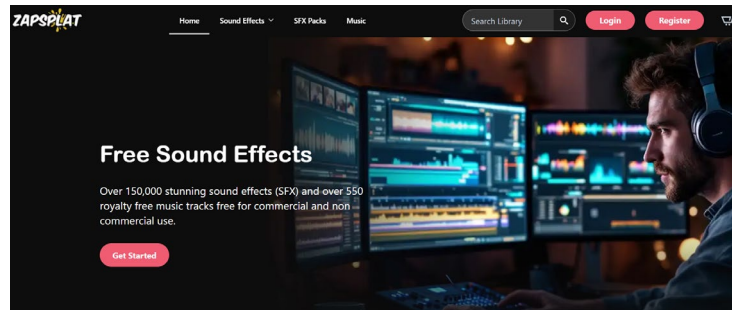 ZAPSPLAT
Home
Sound Effects
SFX Packs
Music
Search Library
Login
Register
Free Sound Effects
Over 150,000 stunning sound effects (SFX) and over 550
royalty free music tracks free for commercial and non
commercial use.
Get Started